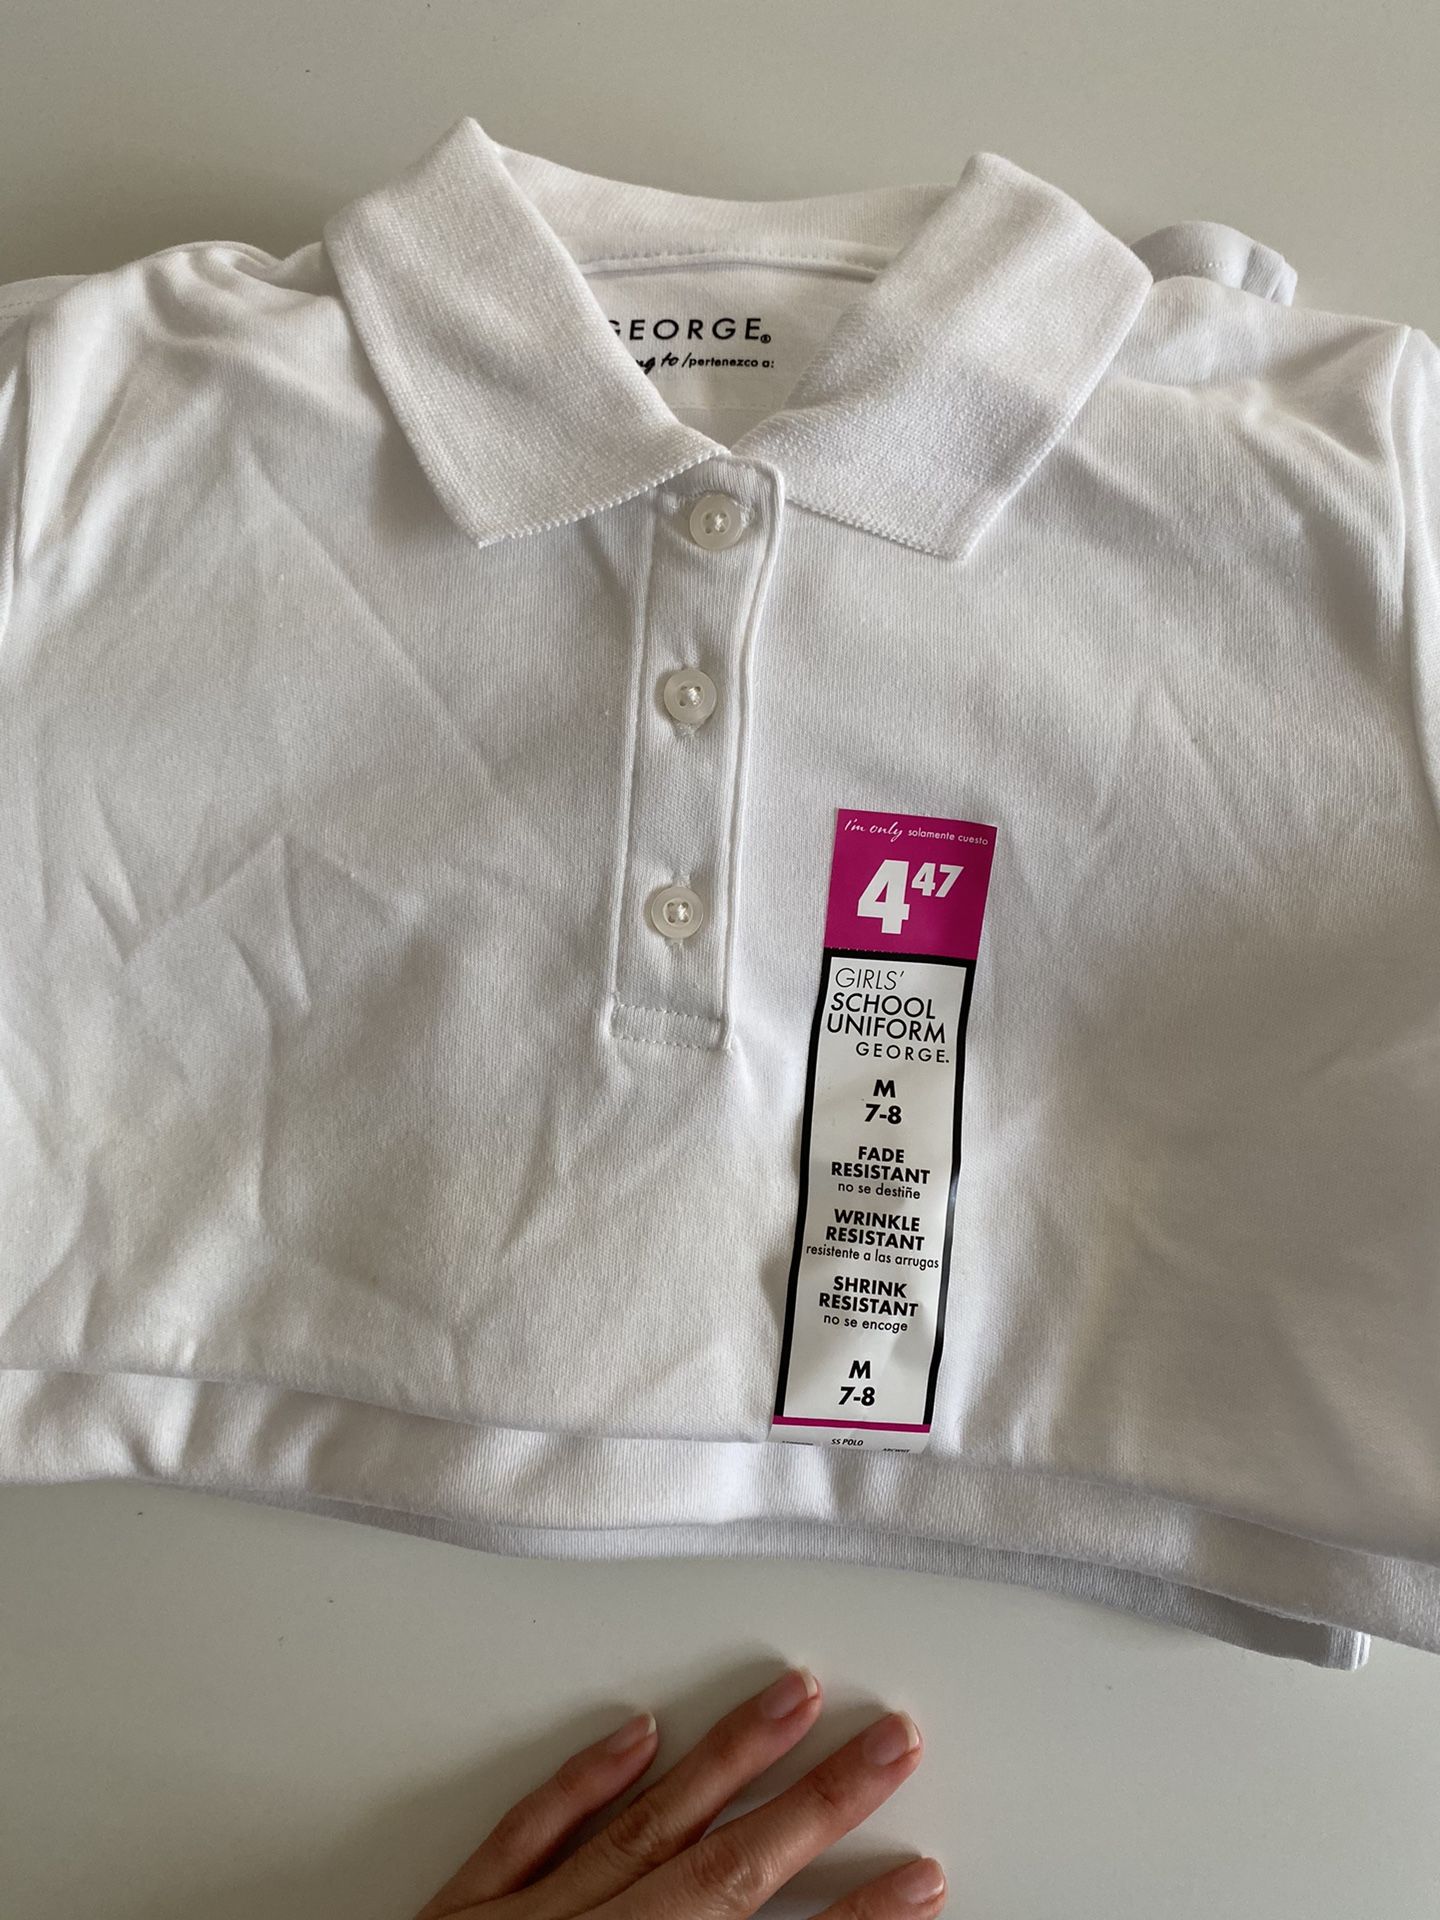 GEORGE®
to/pertenezco a:
I'm only solamente cuesto
4 47
GIRLS'
SCHOOL
UNIFORM
GEORGE.
M
7-8
FADE
RESISTANT
no se destiñe
WRINKLE
RESISTANT
resistente a las arrugas
SHRINK
RESISTANT
no se encoge
M
7-8
SS POLO